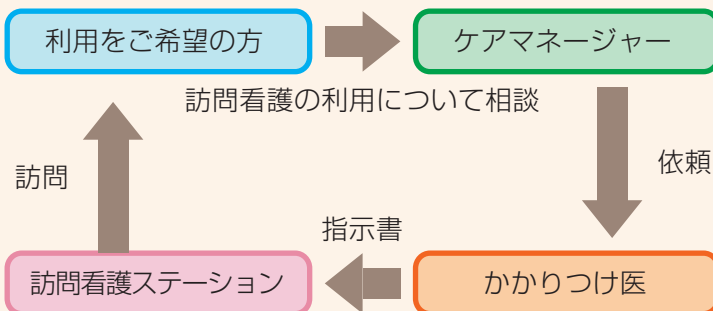 利用をご希望の方
ケアマネージャー
訪問看護の利用について相談
依頼
訪問
指示書
訪問看護ステーション
かかりつけ医